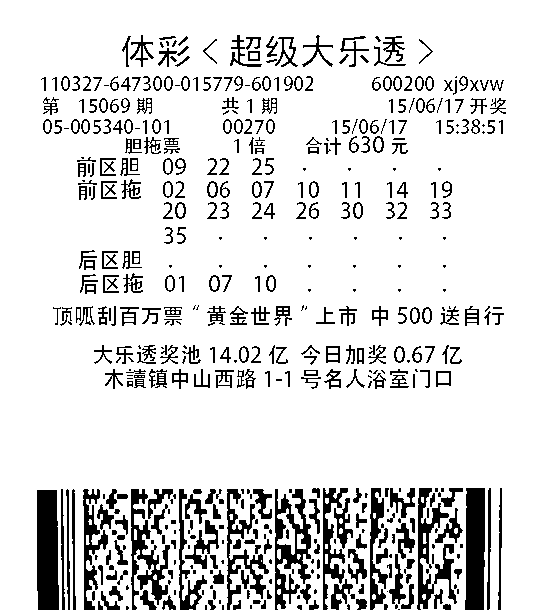 体彩<超级大乐透>
110327-647300-015779-601902 600200 xj9xvw
第 15069 期 共 1 期 15/06/17 开奖
05-005340-101 00270 15/06/17 15:38:51
胆拖票 1 倍 合计 630 元
前区胆 09 22 25 . . . .
前区拖 02 06 07 10 11 14 19
20 23 24 26 30 32 33
35 . . . . . .
后区胆 . . . . . . .
后区拖 01 07 10 . . . .
顶呱刮百万票“黄金世界”上市 中 500 送自行
大乐透奖池 14.02 亿 今日加奖 0.67 亿
木讀镇中山西路 1-1 号名人浴室门口